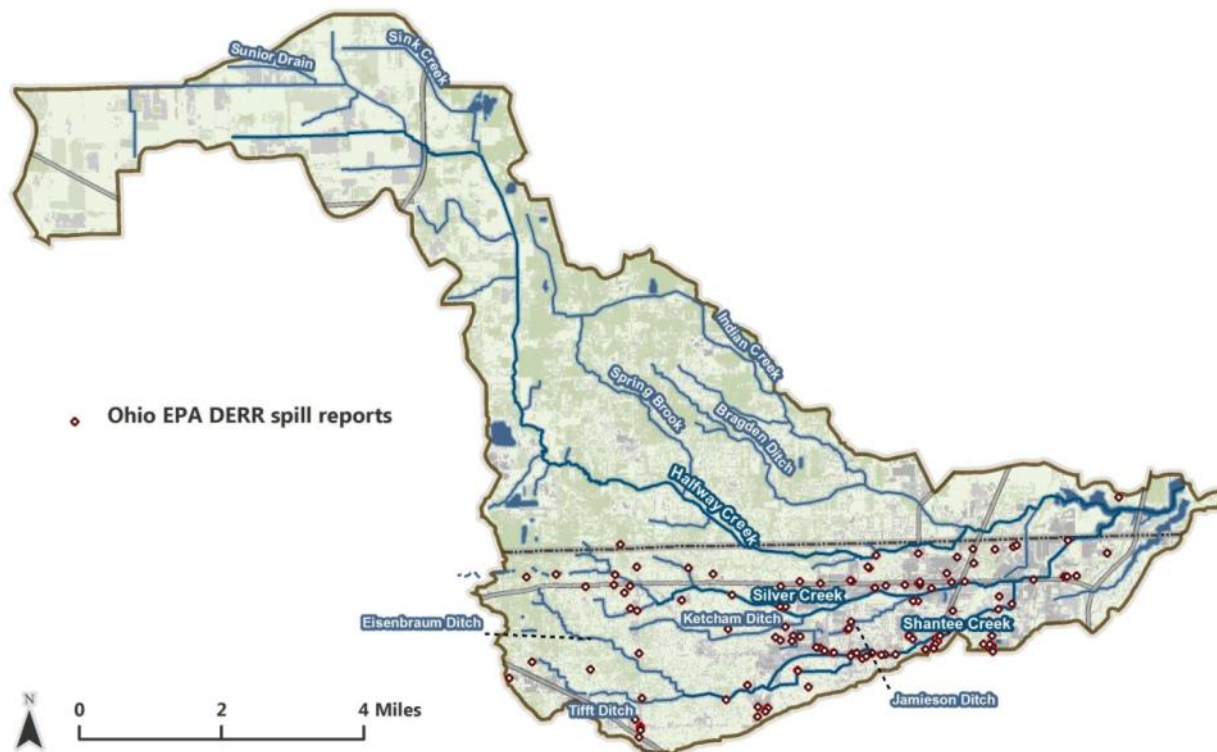 Sunior Drain
Sink Creek
Indian Creek
Spring Brook
Bragden Ditch
Ohio EPA DERR spill reports
Halfway Creek
Silver Creek
Eisenbraum Ditch
Ketcham Ditch
Shantee Creek
Jamieson Ditch
Tifft Ditch
N
0 2 4 Miles